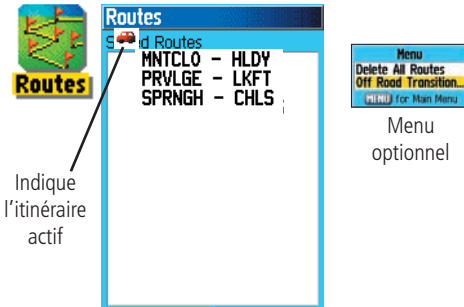 Routes
Routes
d Routes
MNTCLO - HLDY
PRVLGE - LKFT
SPRNGH - CHLS
Indique
l'itinéraire
actif
Menu
Delete All Routes
Off Road Transition...
MENU for Main Menu
Menu
optionnel